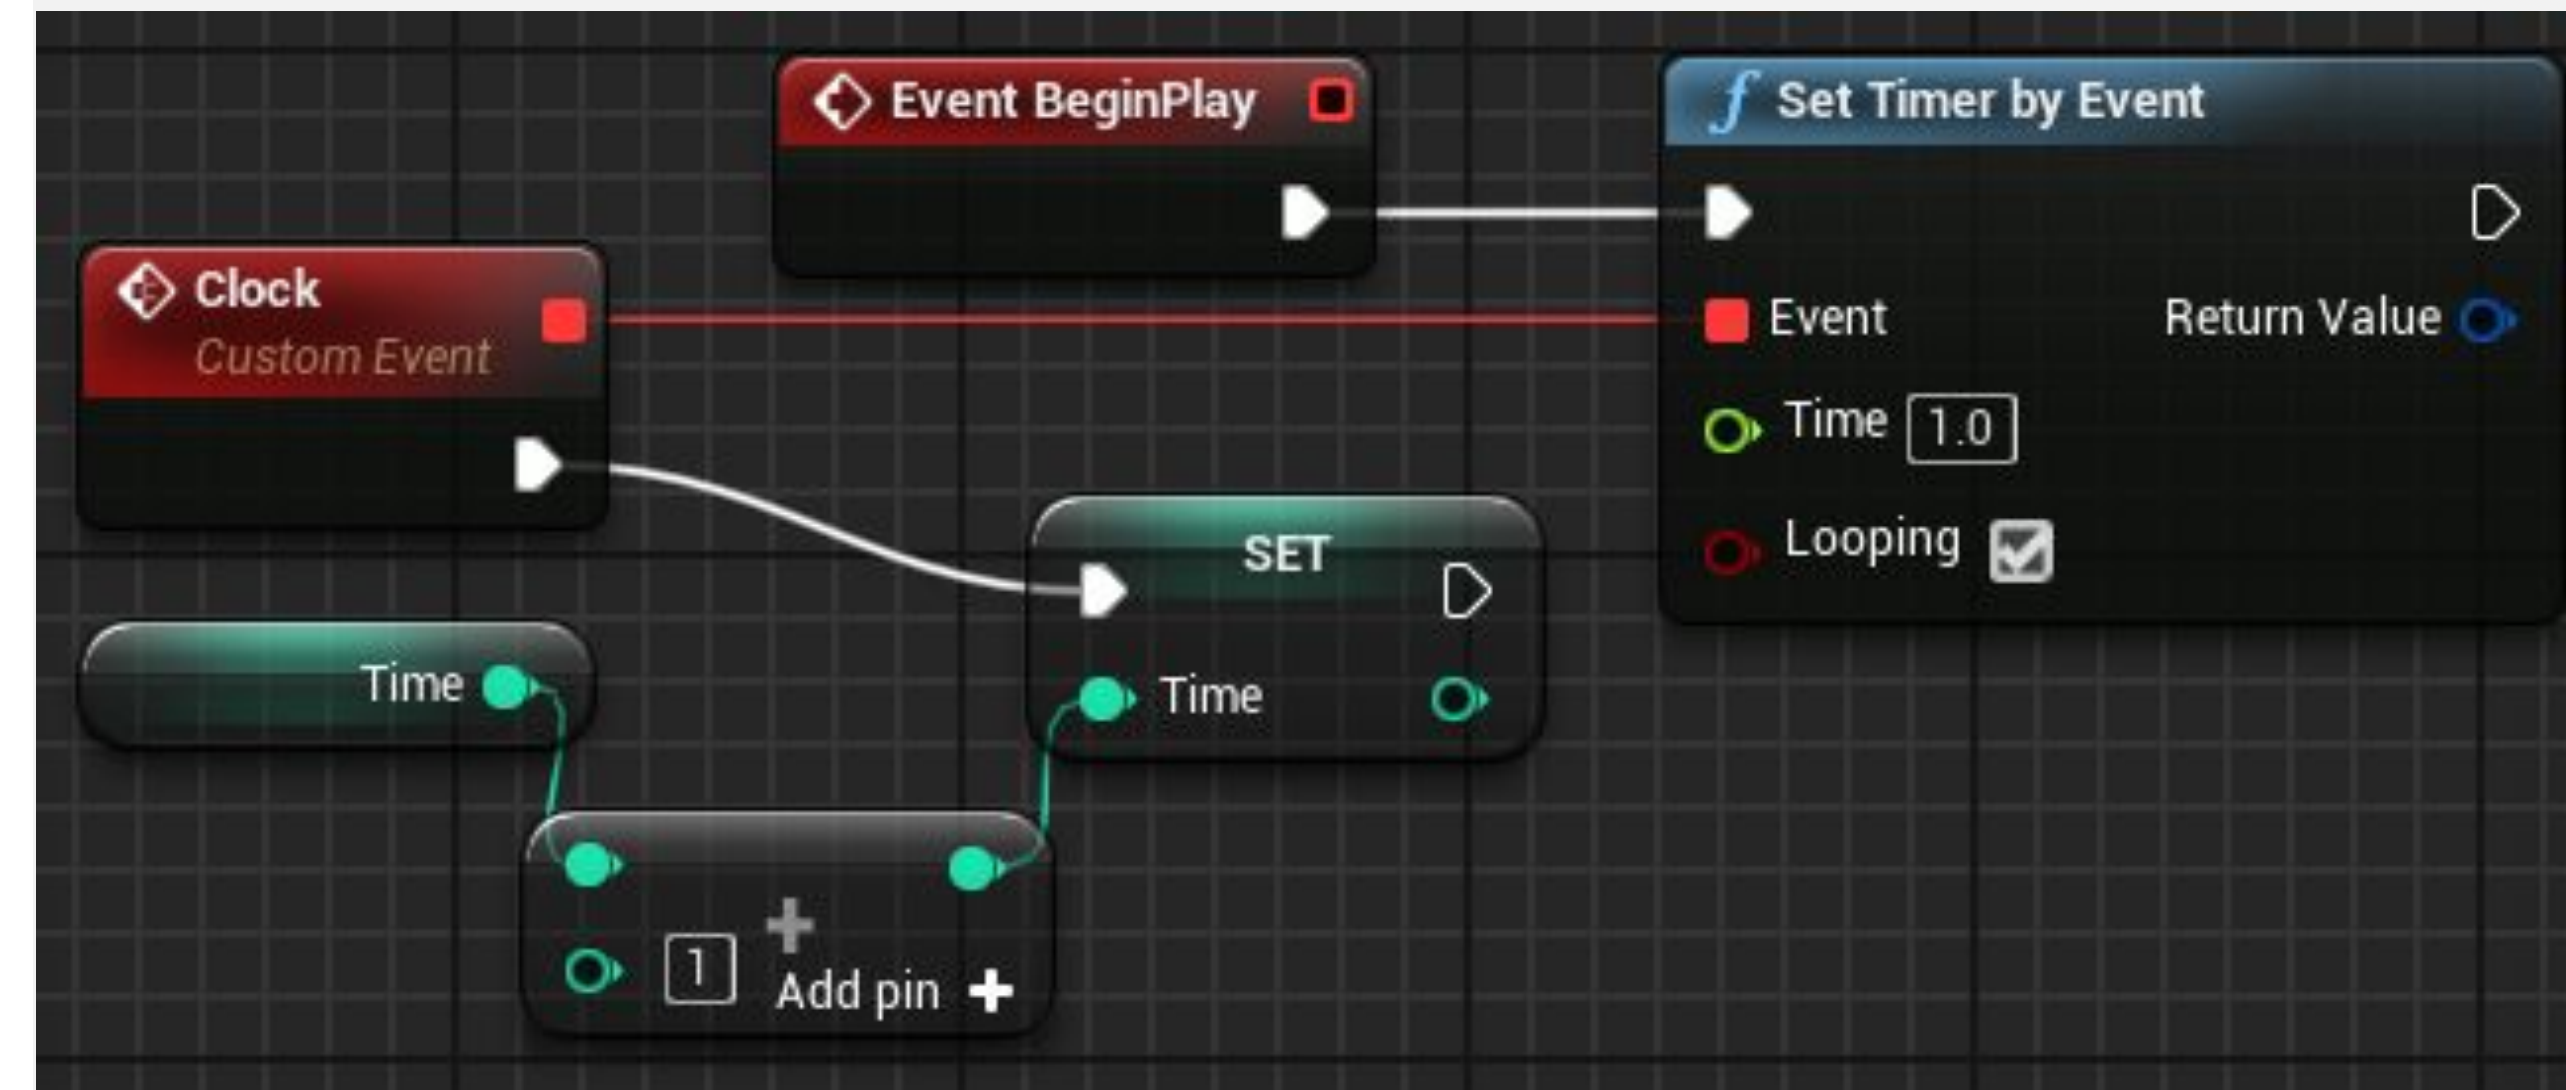 Event BeginPlay
Set Timer by Event
Clock
Custom Event
Event
Return Value
Time 1.0
Looping
SET
Time
Time
1
Add pin +